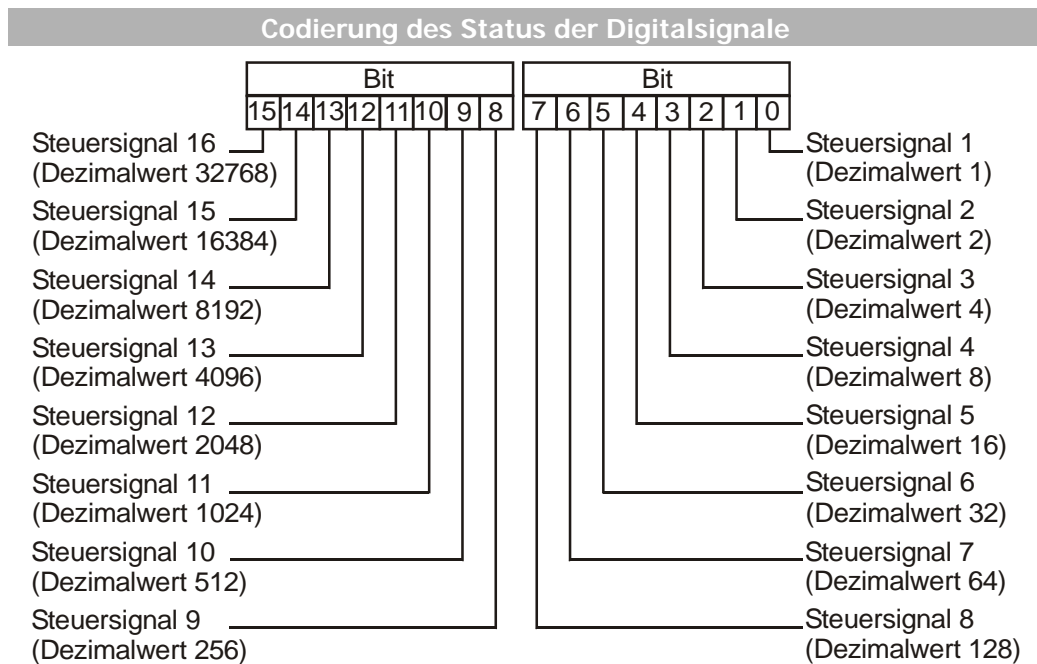 Codierung des Status der Digitalsignale
Bit
Bit
15 14 13 12 11 10 9 8
7 6 5 4 3 2 1 0
Steuersignal 16
(Dezimalwert 32768)
Steuersignal 15
(Dezimalwert 16384)
Steuersignal 14
(Dezimalwert 8192)
Steuersignal 13
(Dezimalwert 4096)
Steuersignal 12
(Dezimalwert 2048)
Steuersignal 11
(Dezimalwert 1024)
Steuersignal 10
(Dezimalwert 512)
Steuersignal 9
(Dezimalwert 256)
Steuersignal 1
(Dezimalwert 1)
Steuersignal 2
(Dezimalwert 2)
Steuersignal 3
(Dezimalwert 4)
Steuersignal 4
(Dezimalwert 8)
Steuersignal 5
(Dezimalwert 16)
Steuersignal 6
(Dezimalwert 32)
Steuersignal 7
(Dezimalwert 64)
Steuersignal 8
(Dezimalwert 128)